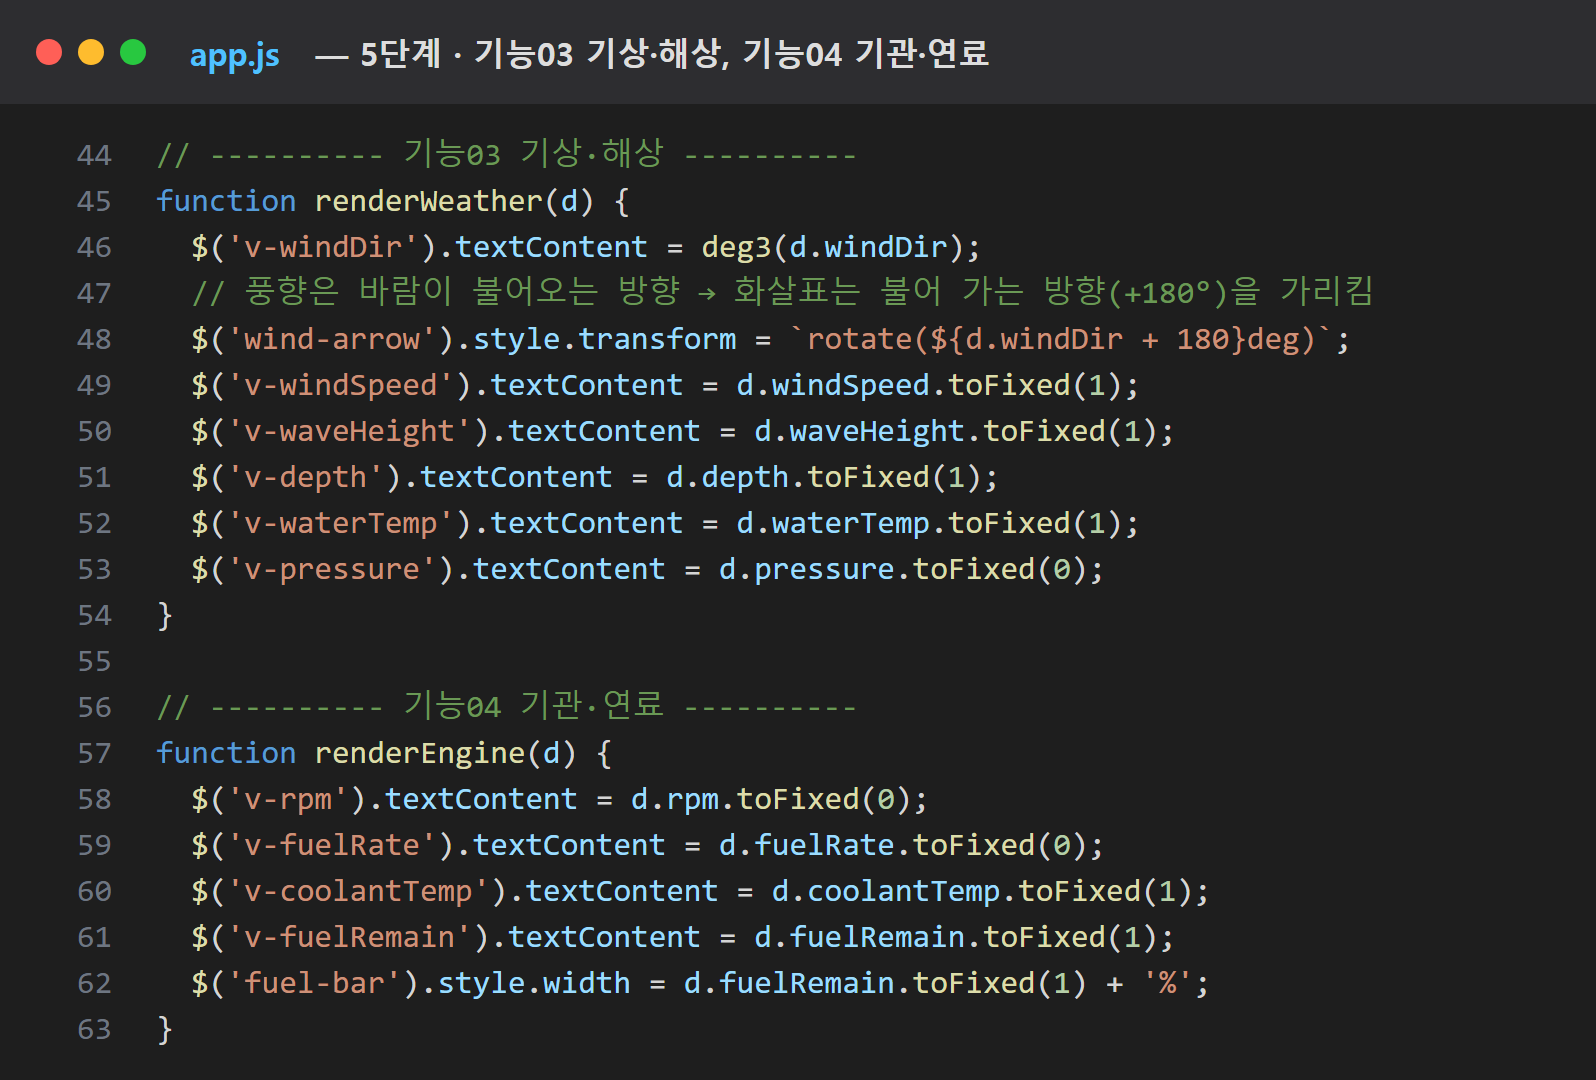 app.js — 5단계 · 기능03 기상·해상, 기능04 기관·연료
44 // ---------- 기능03 기상·해상 ----------
45 function renderWeather(d) {
46   $('v-windDir').textContent = deg3(d.windDir);
47   // 풍향은 바람이 불어오는 방향 → 화살표는 불어 가는 방향(+180°)을 가리킴
48   $('wind-arrow').style.transform = `rotate(${d.windDir + 180}deg)`;
49   $('v-windSpeed').textContent = d.windSpeed.toFixed(1);
50   $('v-waveHeight').textContent = d.waveHeight.toFixed(1);
51   $('v-depth').textContent = d.depth.toFixed(1);
52   $('v-waterTemp').textContent = d.waterTemp.toFixed(1);
53   $('v-pressure').textContent = d.pressure.toFixed(0);
54 }
55
56 // ---------- 기능04 기관·연료 ----------
57 function renderEngine(d) {
58   $('v-rpm').textContent = d.rpm.toFixed(0);
59   $('v-fuelRate').textContent = d.fuelRate.toFixed(0);
60   $('v-coolantTemp').textContent = d.coolantTemp.toFixed(1);
61   $('v-fuelRemain').textContent = d.fuelRemain.toFixed(1);
62   $('fuel-bar').style.width = d.fuelRemain.toFixed(1) + '%';
63 }